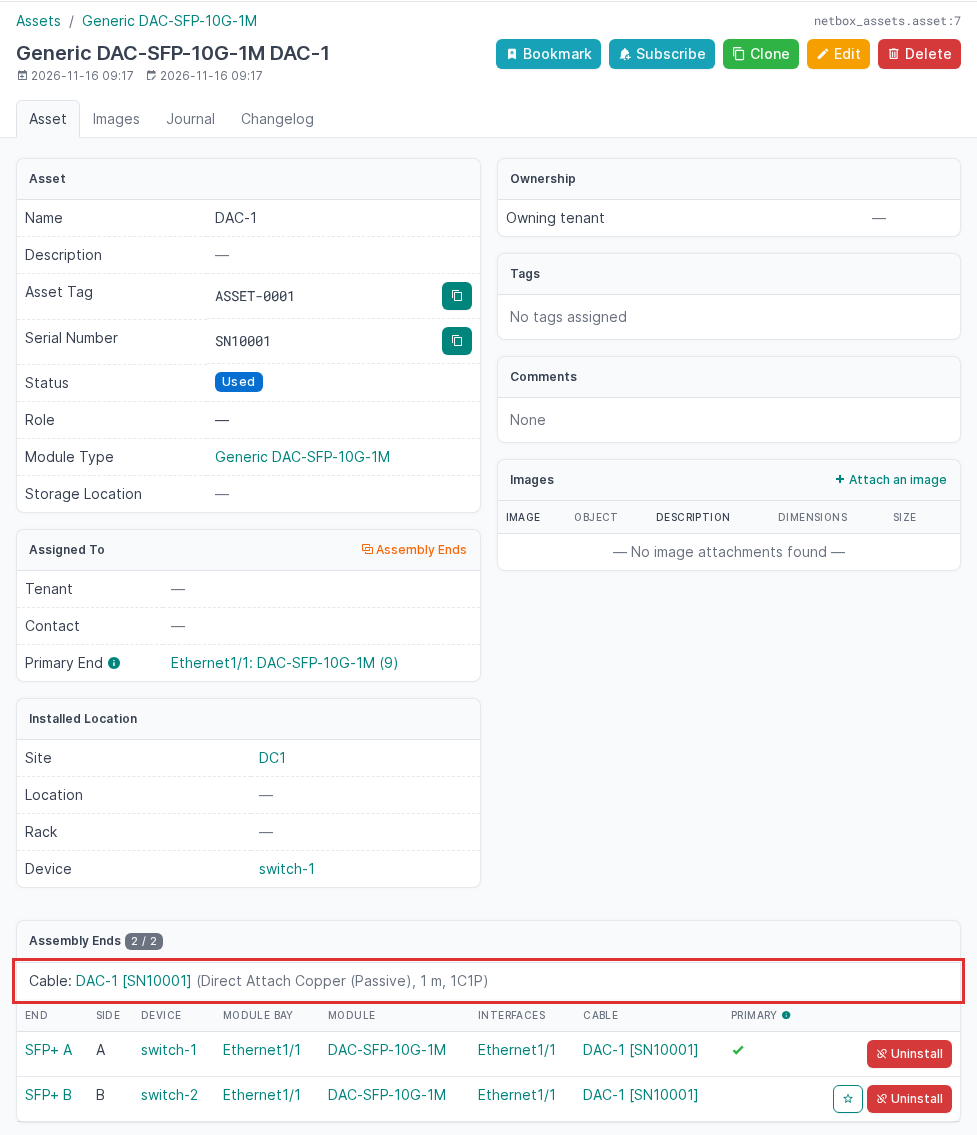 Assets / Generic DAC-SFP-10G-1M
netbox_assets.asset:7
Generic DAC-SFP-10G-1M DAC-1
2026-11-16 09:17 2026-11-16 09:17
Bookmark Subscribe Clone Edit Delete
Asset Images Journal Changelog
Asset
Name DAC-1
Description —
Asset Tag ASSET-0001
Serial Number SN10001
Status Used
Role —
Module Type Generic DAC-SFP-10G-1M
Storage Location —
Assigned To Assembly Ends
Tenant —
Contact —
Primary End Ethernet1/1: DAC-SFP-10G-1M (9)
Installed Location
Site DC1
Location —
Rack —
Device switch-1
Ownership
Owning tenant —
Tags
No tags assigned
Comments
None
Images + Attach an image
IMAGE OBJECT DESCRIPTION DIMENSIONS SIZE
— No image attachments found —
Assembly Ends 2 / 2
Cable: DAC-1 [SN10001] (Direct Attach Copper (Passive), 1 m, 1C1P)
END SIDE DEVICE MODULE BAY MODULE INTERFACES CABLE PRIMARY
SFP+ A A switch-1 Ethernet1/1 DAC-SFP-10G-1M Ethernet1/1 DAC-1 [SN10001] Uninstall
SFP+ B B switch-2 Ethernet1/1 DAC-SFP-10G-1M Ethernet1/1 DAC-1 [SN10001] Uninstall